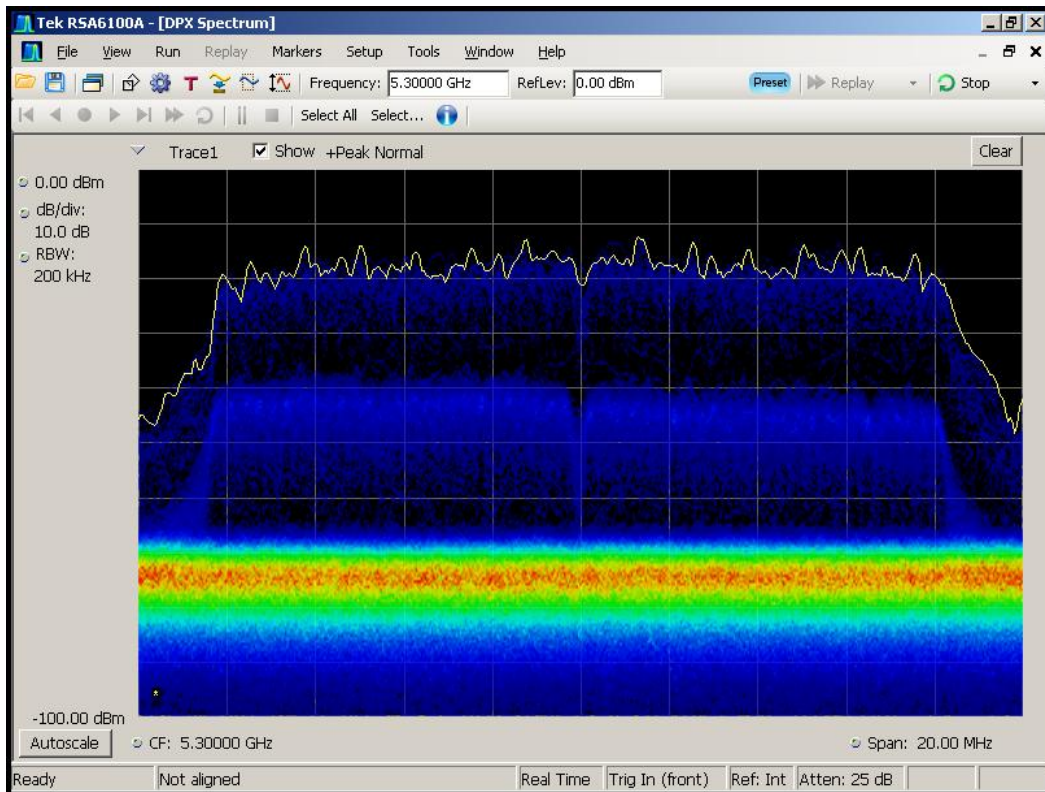 Tek RSA6100A - [DPX Spectrum]
File View Run Replay Markers Setup Tools Window Help
T Frequency: 5.30000 GHz RefLev: 0.00 dBm Preset Replay Stop
Select All Select... i
Trace1 Show +Peak Normal Clear
0.00 dBm
dB/div:
10.0 dB
RBW:
200 kHz
-100.00 dBm
Autoscale CF: 5.30000 GHz Span: 20.00 MHz
Ready Not aligned Real Time Trig In (front) Ref: Int Atten: 25 dB